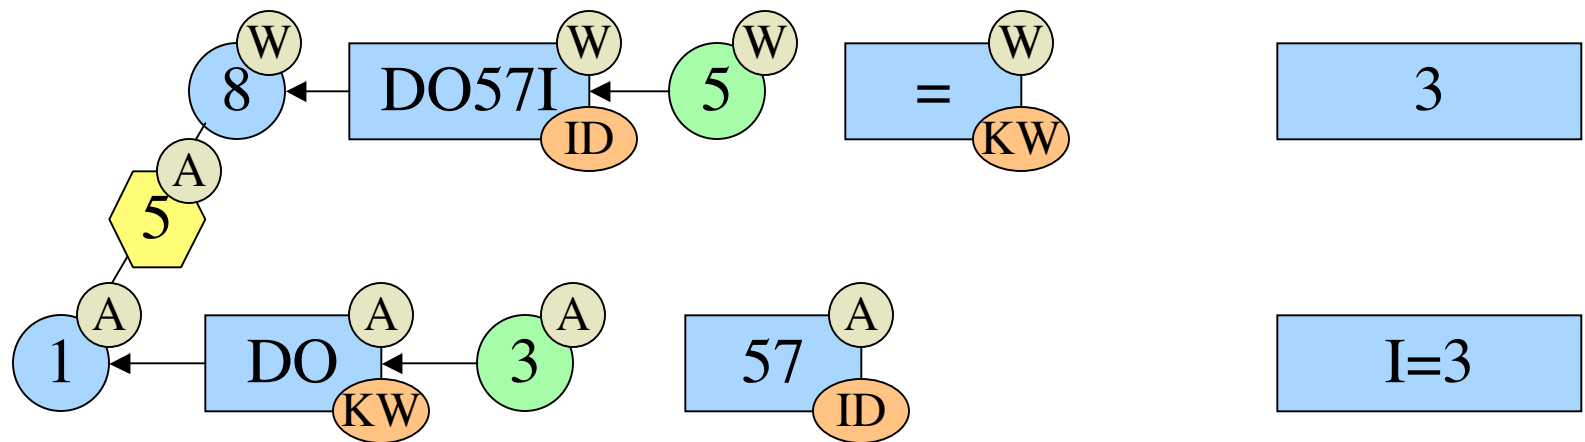 W W W W
8 DO57I 5 = 3
ID KW
A
5
A A A A
1 DO 3 57 I=3
KW ID